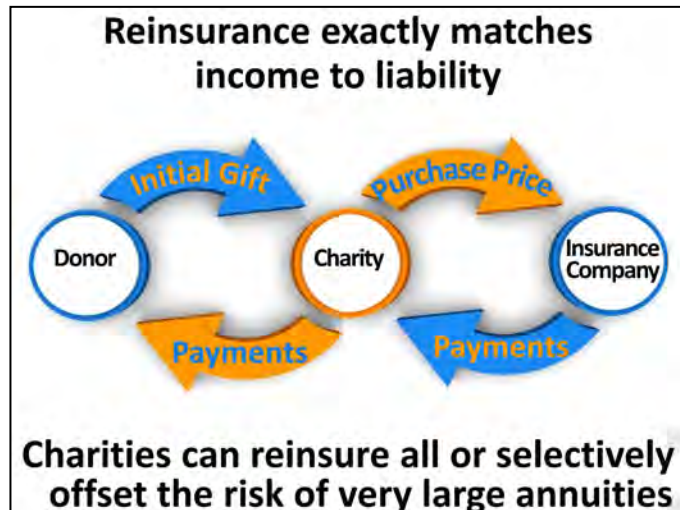 Reinsurance exactly matches
income to liability
Initial Gift
Purchase Price
Donor
Charity
Insurance
Company
Payments
Payments
Charities can reinsure all or selectively
offset the risk of very large annuities